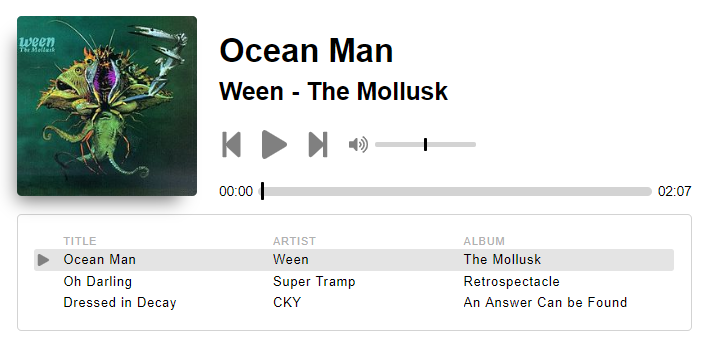 ween
The Mollusk
Ocean Man
Ween - The Mollusk
00:00 02:07
TITLE ARTIST ALBUM
Ocean Man Ween The Mollusk
Oh Darling Super Tramp Retrospectacle
Dressed in Decay CKY An Answer Can be Found